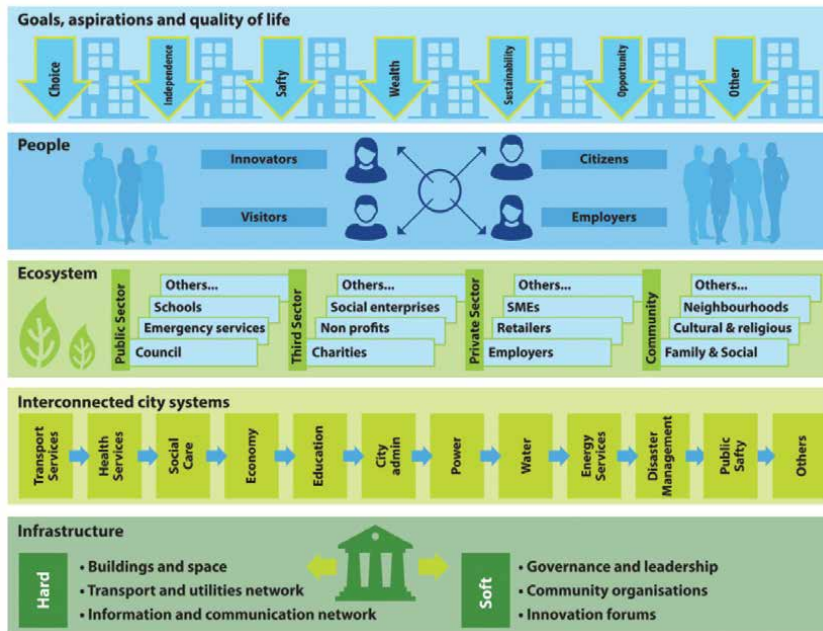 Goals, aspirations and quality of life
Choice
Independence
Safty
Wealth
Sustainability
Opportunity
Other
People
Innovators
Citizens
Visitors
Employers
Ecosystem
Public Sector
Others...
Schools
Emergency services
Council
Third Sector
Others...
Social enterprises
Non profits
Charities
Private Sector
Others...
SMEs
Retailers
Employers
Community
Others...
Neighbourhoods
Cultural & religious
Family & Social
Interconnected city systems
Transport
Services
Health
Services
Social
Care
Economy
Education
City
admin
Power
Water
Energy
Services
Disaster
Management
Public
Safty
Others
Infrastructure
Hard
• Buildings and space
• Transport and utilities network
• Information and communication network
Soft
• Governance and leadership
• Community organisations
• Innovation forums